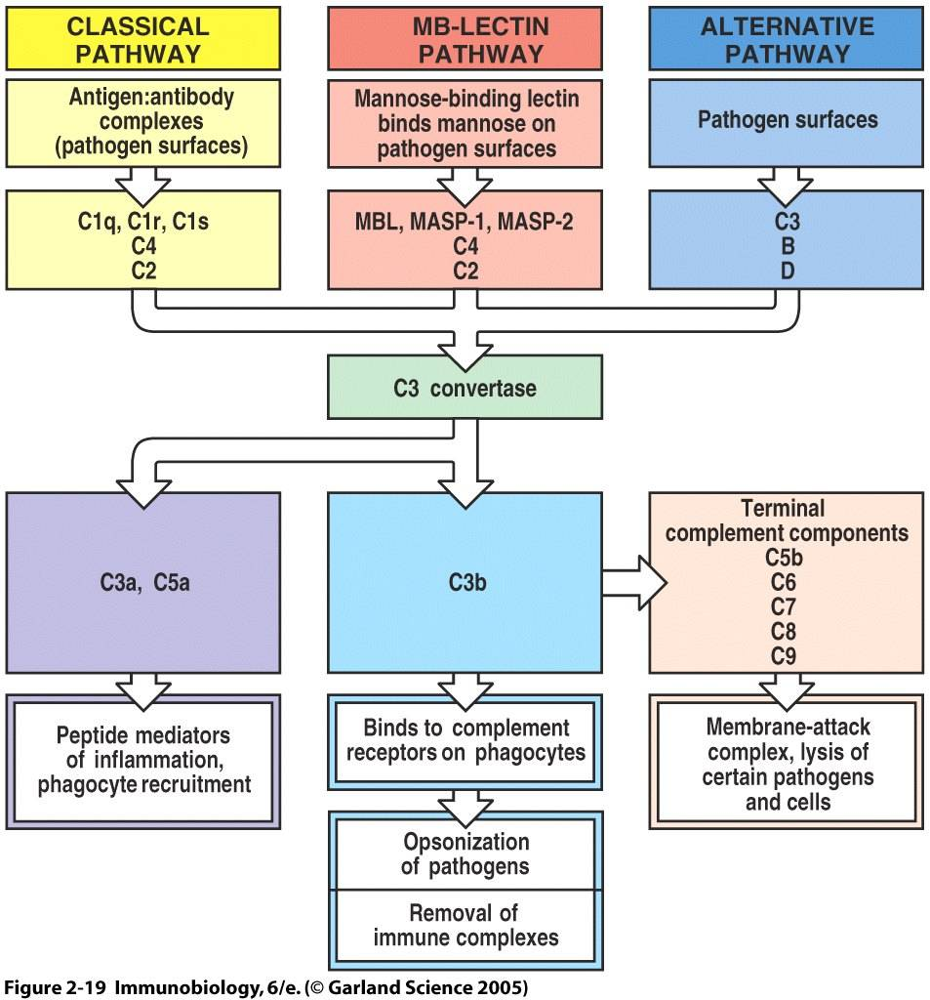 CLASSICAL
PATHWAY
MB-LECTIN
PATHWAY
ALTERNATIVE
PATHWAY
Antigen:antibody
complexes
(pathogen surfaces)
Mannose-binding lectin
binds mannose on
pathogen surfaces
Pathogen surfaces
C1q, C1r, C1s
C4
C2
MBL, MASP-1, MASP-2
C4
C2
C3
B
D
C3 convertase
C3a, C5a
C3b
Terminal
complement components
C5b
C6
C7
C8
C9
Peptide mediators
of inflammation,
phagocyte recruitment
Binds to complement
receptors on phagocytes
Membrane-attack
complex, lysis of
certain pathogens
and cells
Opsonization
of pathogens
Removal of
immune complexes
Figure 2-19 Immunobiology, 6/e. (© Garland Science 2005)